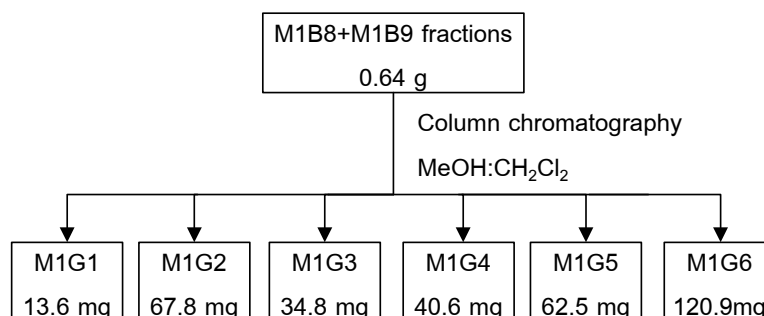 M1B8+M1B9 fractions
0.64 g
Column chromatography
MeOH:CH₂Cl₂
M1G1 M1G2 M1G3 M1G4 M1G5 M1G6
13.6 mg 67.8 mg 34.8 mg 40.6 mg 62.5 mg 120.9mg